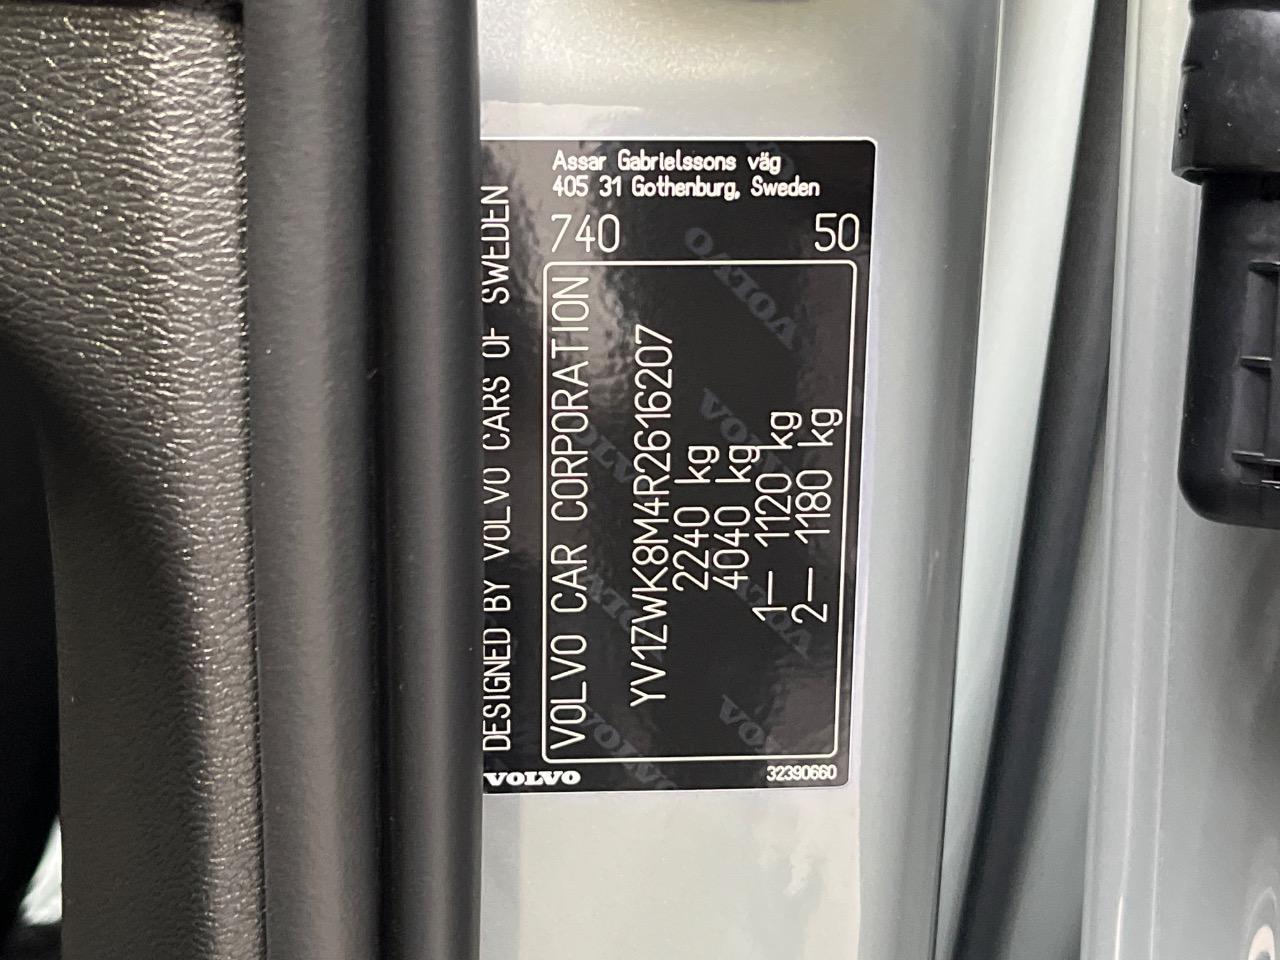 Assar Gabrielssons väg
405 31 Gothenburg, Sweden
740 50
DESIGNED BY VOLVO CARS OF SWEDEN
VOLVO CAR CORPORATION
YV1ZWK8M4R2616207
2240 kg
4040 kg
1— 1120 kg
2— 1180 kg
VOLVO
32390660